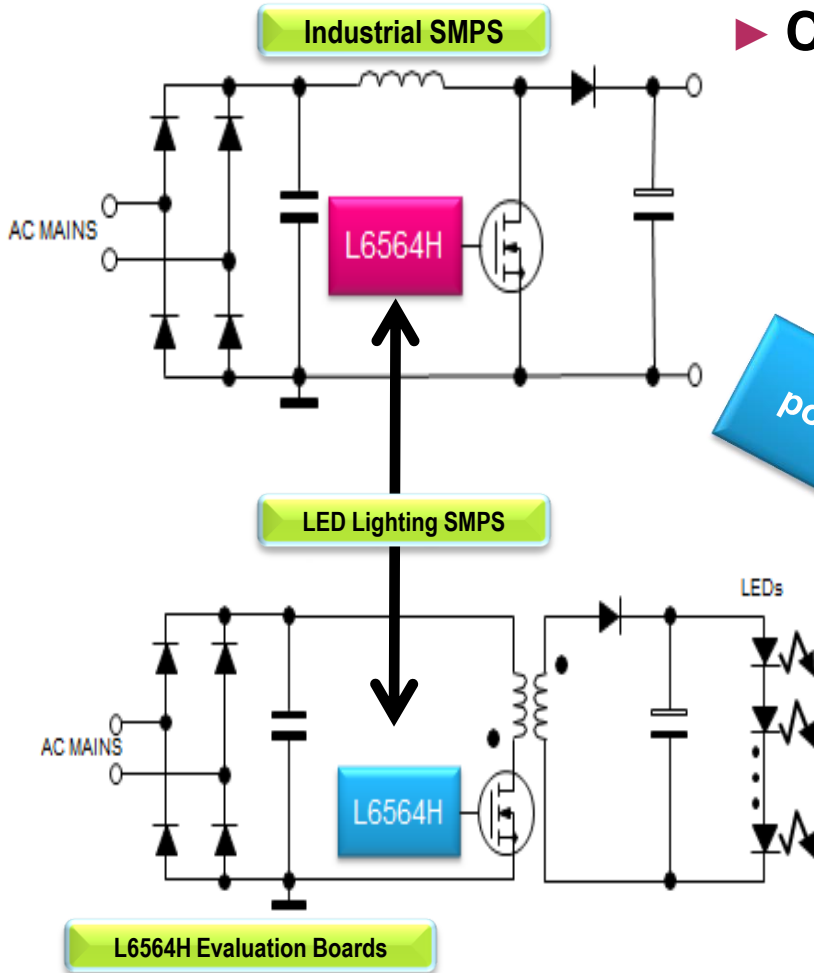 Industrial SMPS
AC MAINS
L6564H
LED Lighting SMPS
LEDs
AC MAINS
L6564H
L6564H Evaluation Boards